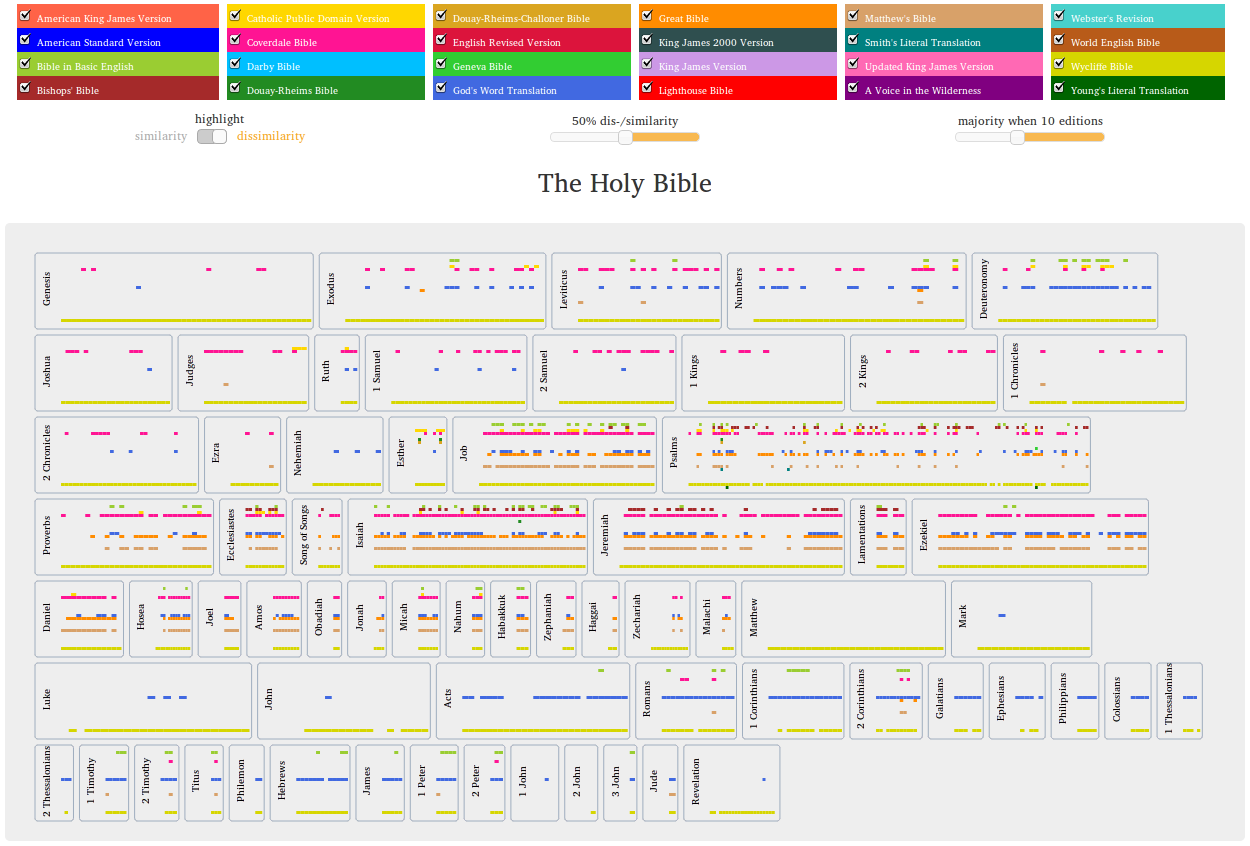 American King James Version Catholic Public Domain Version Douay-Rheims-Challoner Bible Great Bible Matthew's Bible Webster's Revision
American Standard Version Coverdale Bible English Revised Version King James 2000 Version Smith's Literal Translation World English Bible
Bible in Basic English Darby Bible Geneva Bible King James Version Updated King James Version Wycliffe Bible
Bishops' Bible Douay-Rheims Bible God's Word Translation Lighthouse Bible A Voice in the Wilderness Young's Literal Translation
highlight 50% dis-/similarity majority when 10 editions
similarity dissimilarity
The Holy Bible
Genesis Exodus Leviticus Numbers Deuteronomy
Joshua Judges Ruth 1 Samuel 2 Samuel 1 Kings 2 Kings 1 Chronicles
2 Chronicles Ezra Nehemiah Esther Job Psalms
Proverbs Ecclesiastes Song of Songs Isaiah Jeremiah Lamentations Ezekiel
Daniel Hosea Joel Amos Obadiah Jonah Micah Nahum Habakkuk Zephaniah Haggai Zechariah Malachi Matthew Mark
Luke John Acts Romans 1 Corinthians 2 Corinthians Galatians Ephesians Philippians Colossians 1 Thessalonians
2 Thessalonians 1 Timothy 2 Timothy Titus Philemon Hebrews James 1 Peter 2 Peter 1 John 2 John 3 John Jude Revelation